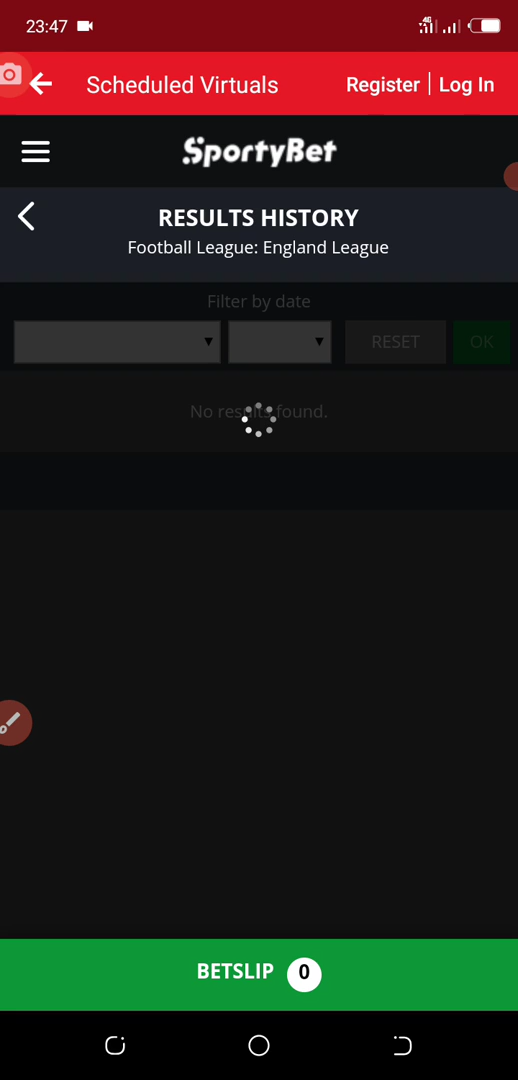 23:47
4G
Scheduled Virtuals
Register | Log In
SportyBet
RESULTS HISTORY
Football League: England League
Filter by date
RESET
OK
No results found.
BETSLIP 0